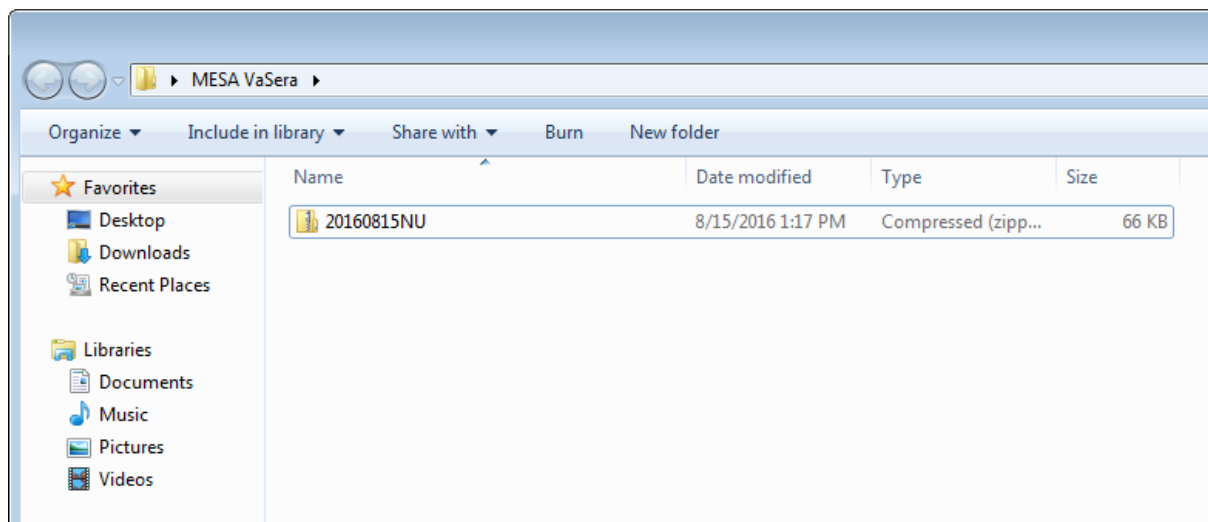 MESA VaSera
Organize Include in library Share with Burn New folder
Name Date modified Type Size
20160815NU 8/15/2016 1:17 PM Compressed (zipp... 66 KB
Favorites
Desktop
Downloads
Recent Places
Libraries
Documents
Music
Pictures
Videos